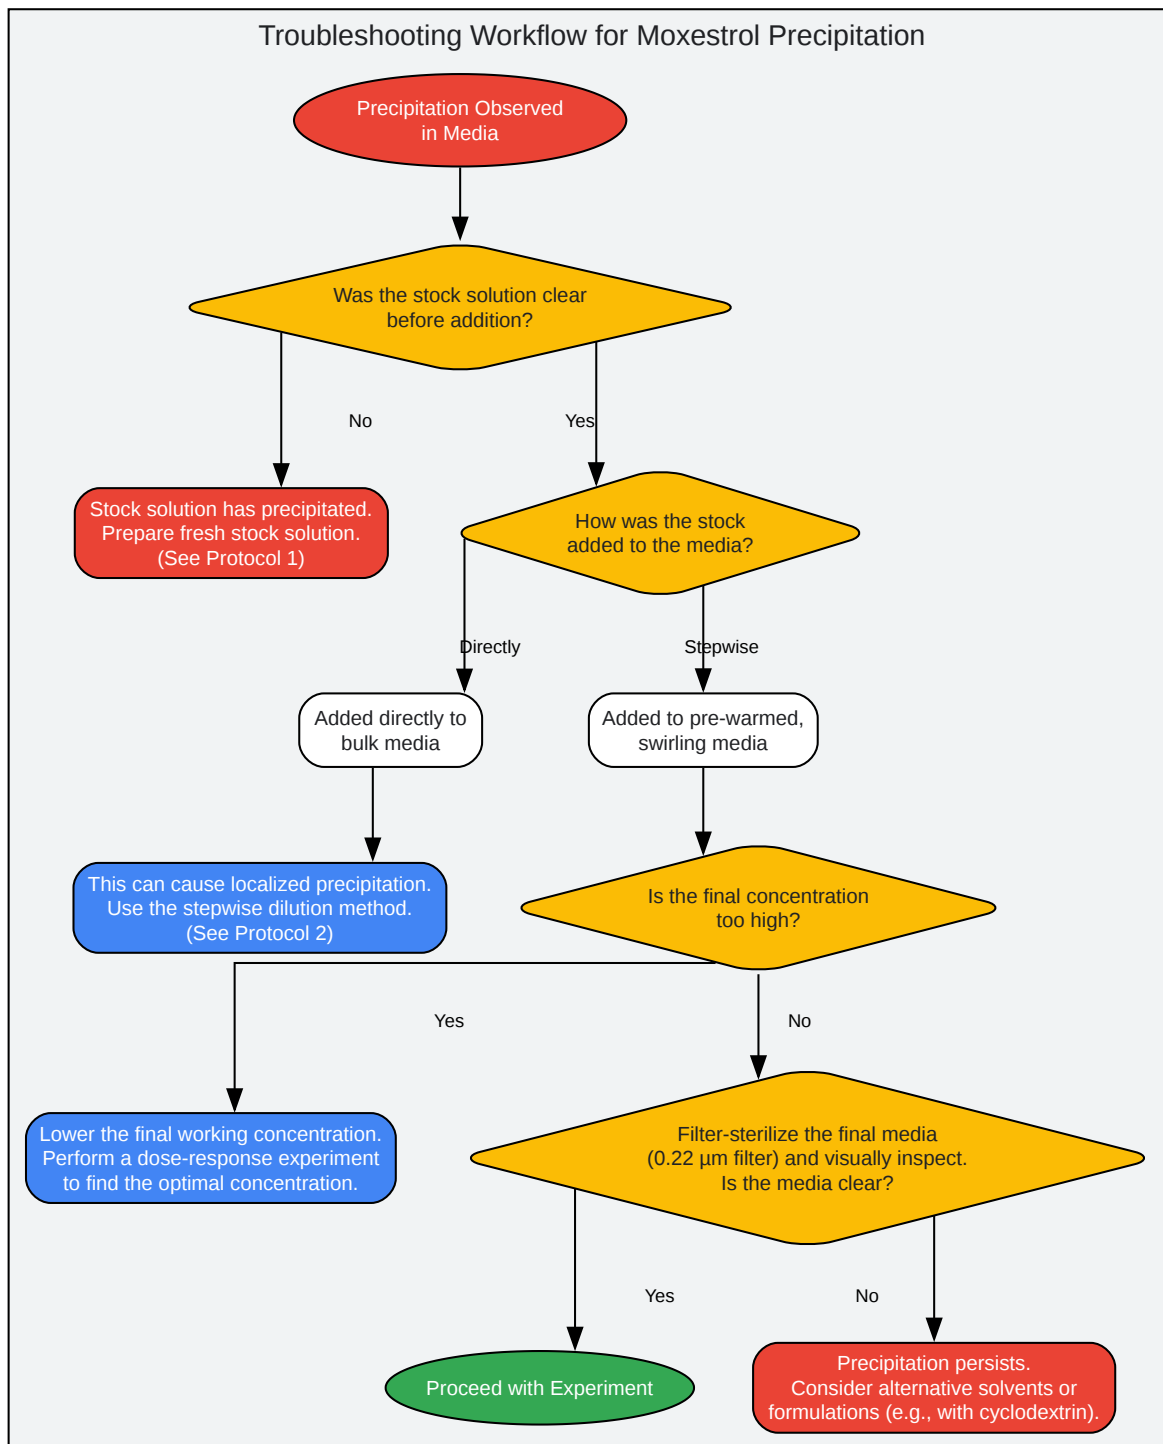 Troubleshooting Workflow for Moxestrol Precipitation
Precipitation Observed
in Media
Was the stock solution clear
before addition?
No
Yes
Stock solution has precipitated.
Prepare fresh stock solution.
(See Protocol 1)
How was the stock
added to the media?
Directly
Stepwise
Added directly to
bulk media
Added to pre-warmed,
swirling media
This can cause localized precipitation.
Use the stepwise dilution method.
(See Protocol 2)
Is the final concentration
too high?
Yes
No
Lower the final working concentration.
Perform a dose-response experiment
to find the optimal concentration.
Filter-sterilize the final media
(0.22 µm filter) and visually inspect.
Is the media clear?
Yes
No
Proceed with Experiment
Precipitation persists.
Consider alternative solvents or
formulations (e.g., with cyclodextrin).